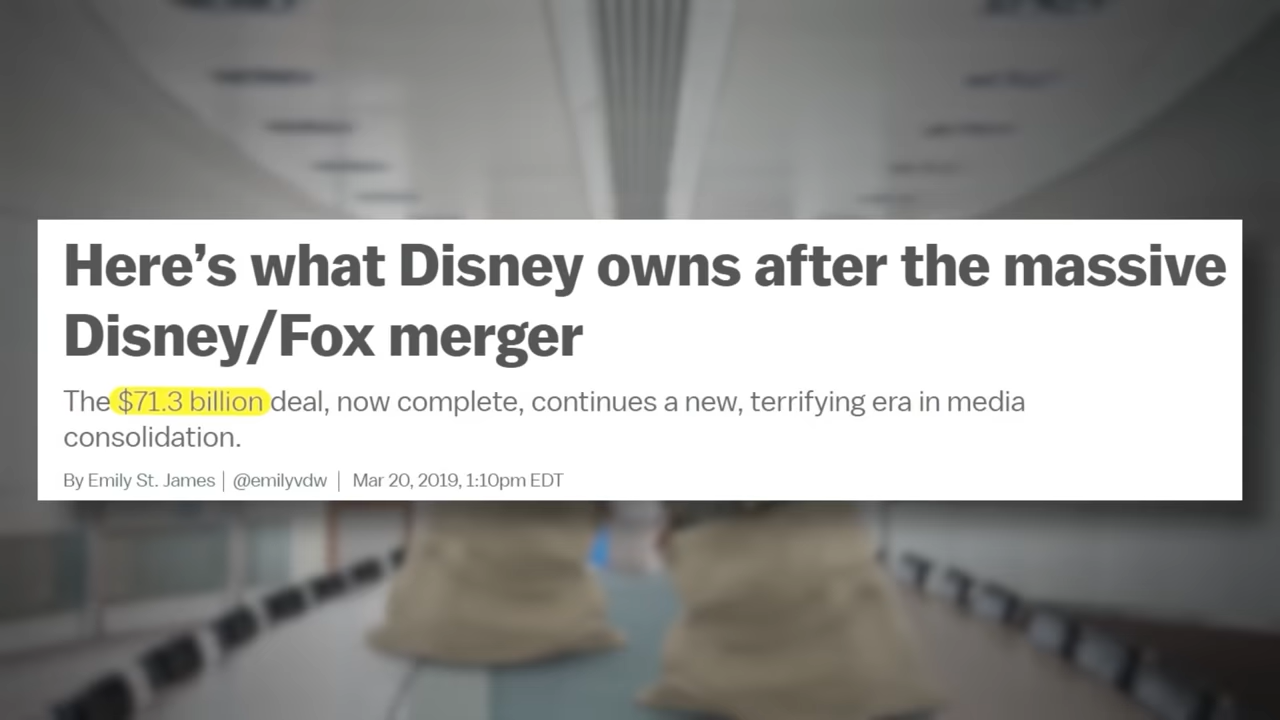 Here’s what Disney owns after the massive
Disney/Fox merger
The $71.3 billion deal, now complete, continues a new, terrifying era in media
consolidation.
By Emily St. James | @emilyvdw | Mar 20, 2019, 1:10pm EDT